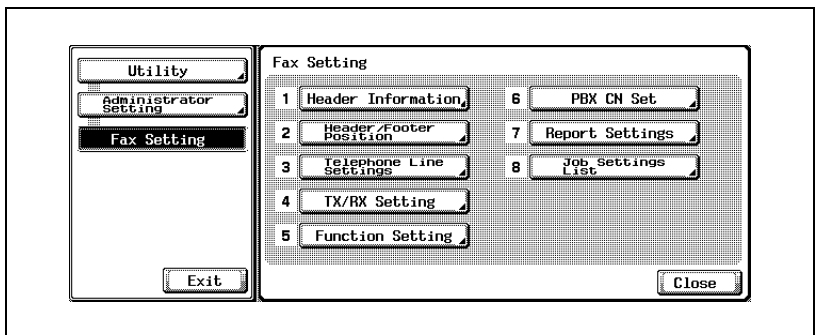 Utility
Administrator
Setting
Fax Setting
Exit
Fax Setting
1 Header Information
2 Header/Footer
Position
3 Telephone Line
Settings
4 TX/RX Setting
5 Function Setting
6 PBX CN Set
7 Report Settings
8 Job Settings
List
Close